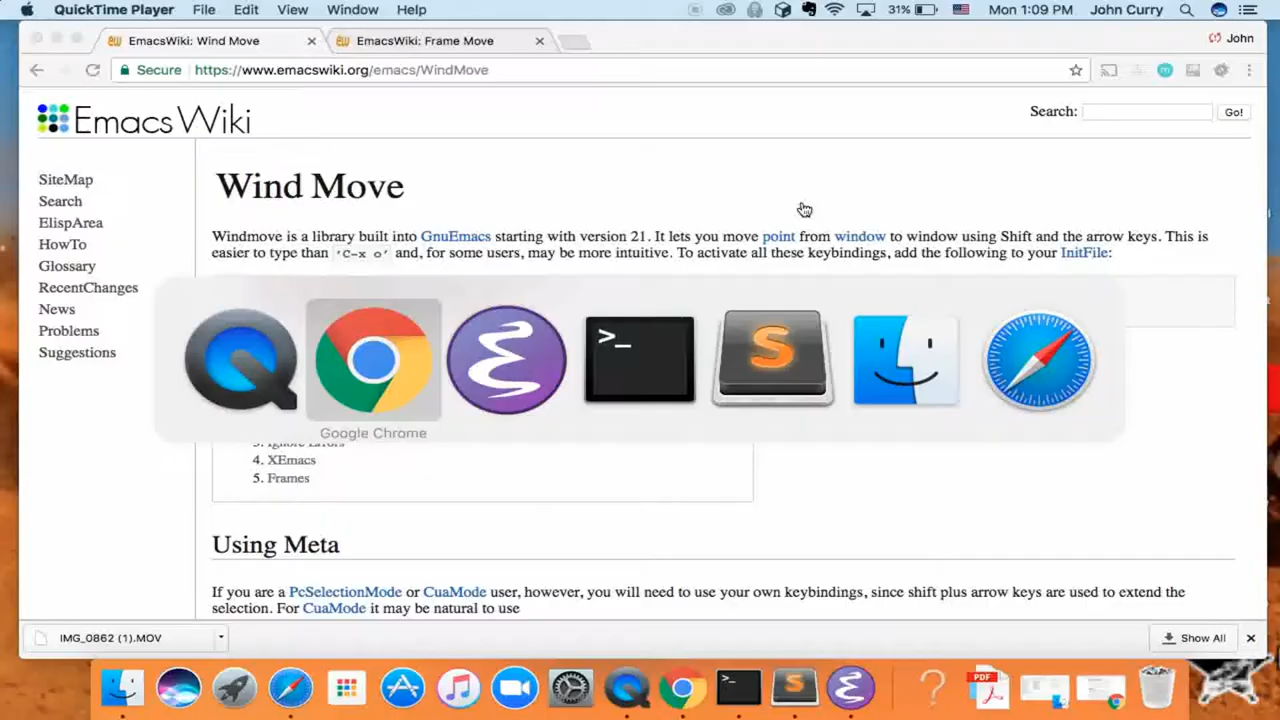 QuickTime Player File Edit View Window Help 31% Mon 1:09 PM John Curry
EmacsWiki: Wind Move EmacsWiki: Frame Move John
Secure https://www.emacswiki.org/emacs/WindMove
EmacsWiki Search: Go!
SiteMap
Search
ElispArea
HowTo
Glossary
RecentChanges
News
Problems
Suggestions
Wind Move
Windmove is a library built into GnuEmacs starting with version 21. It lets you move point from window to window using Shift and the arrow keys. This is
easier to type than 'C-x o' and, for some users, may be more intuitive. To activate all these keybindings, add the following to your InitFile:
>_
S
Google Chrome
3. Ignore Errors
4. XEmacs
5. Frames
Using Meta
If you are a PcSelectionMode or CuaMode user, however, you will need to use your own keybindings, since shift plus arrow keys are used to extend the
selection. For CuaMode it may be natural to use
IMG_0862 (1).MOV Show All
PDF